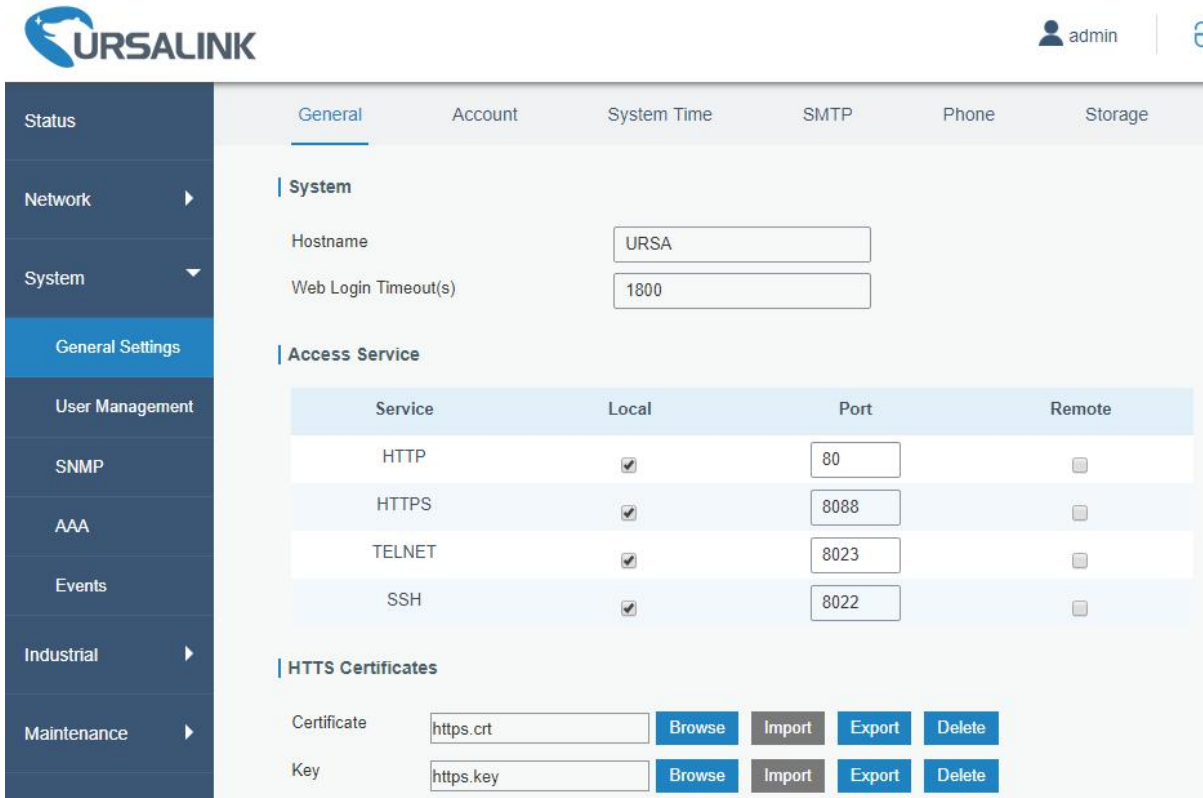 URSALINK
admin
Status
Network
System
General Settings
User Management
SNMP
AAA
Events
Industrial
Maintenance
General Account System Time SMTP Phone Storage
System
Hostname URSA
Web Login Timeout(s) 1800
Access Service
Service Local Port Remote
HTTP 80
HTTPS 8088
TELNET 8023
SSH 8022
HTTS Certificates
Certificate https.crt Browse Import Export Delete
Key https.key Browse Import Export Delete